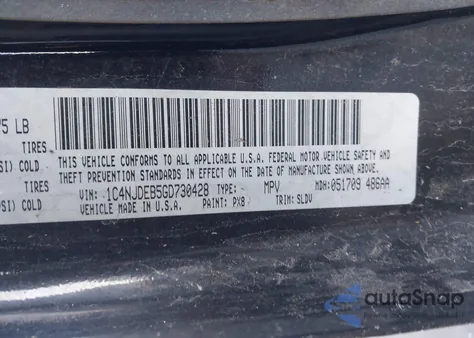 75 LB
TIRES
SI) COLD
TIRES
SI) COLD
THIS VEHICLE CONFORMS TO ALL APPLICABLE U.S.A. FEDERAL MOTOR VEHICLE SAFETY AND
THEFT PREVENTION STANDARDS IN EFFECT ON THE DATE OF MANUFACTURE SHOWN ABOVE.
VIN: 1C4NJDEB5GD730428 TYPE: - MPV MDH: 051709 486AA
VEHICLE MADE IN U.S.A. PAINT: PX8 TRIM: SLDV
autoSnap